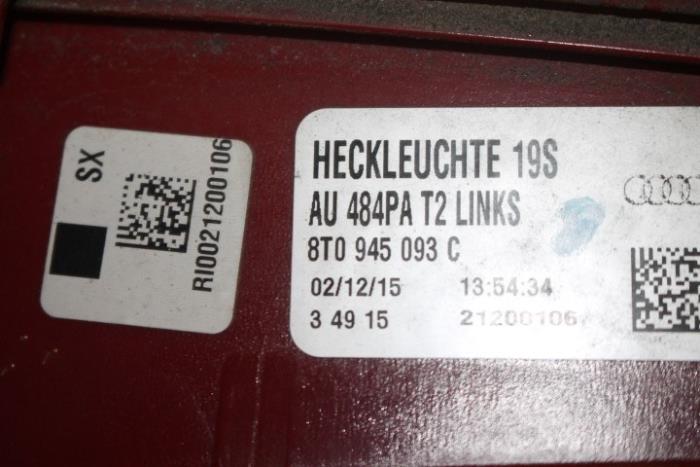 SX
RI0021200106
HECKLEUCHTE 19S
AU 484PA T2 LINKS
8T0 945 093 C
02/12/15 13:54:34
3 49 15 21200106